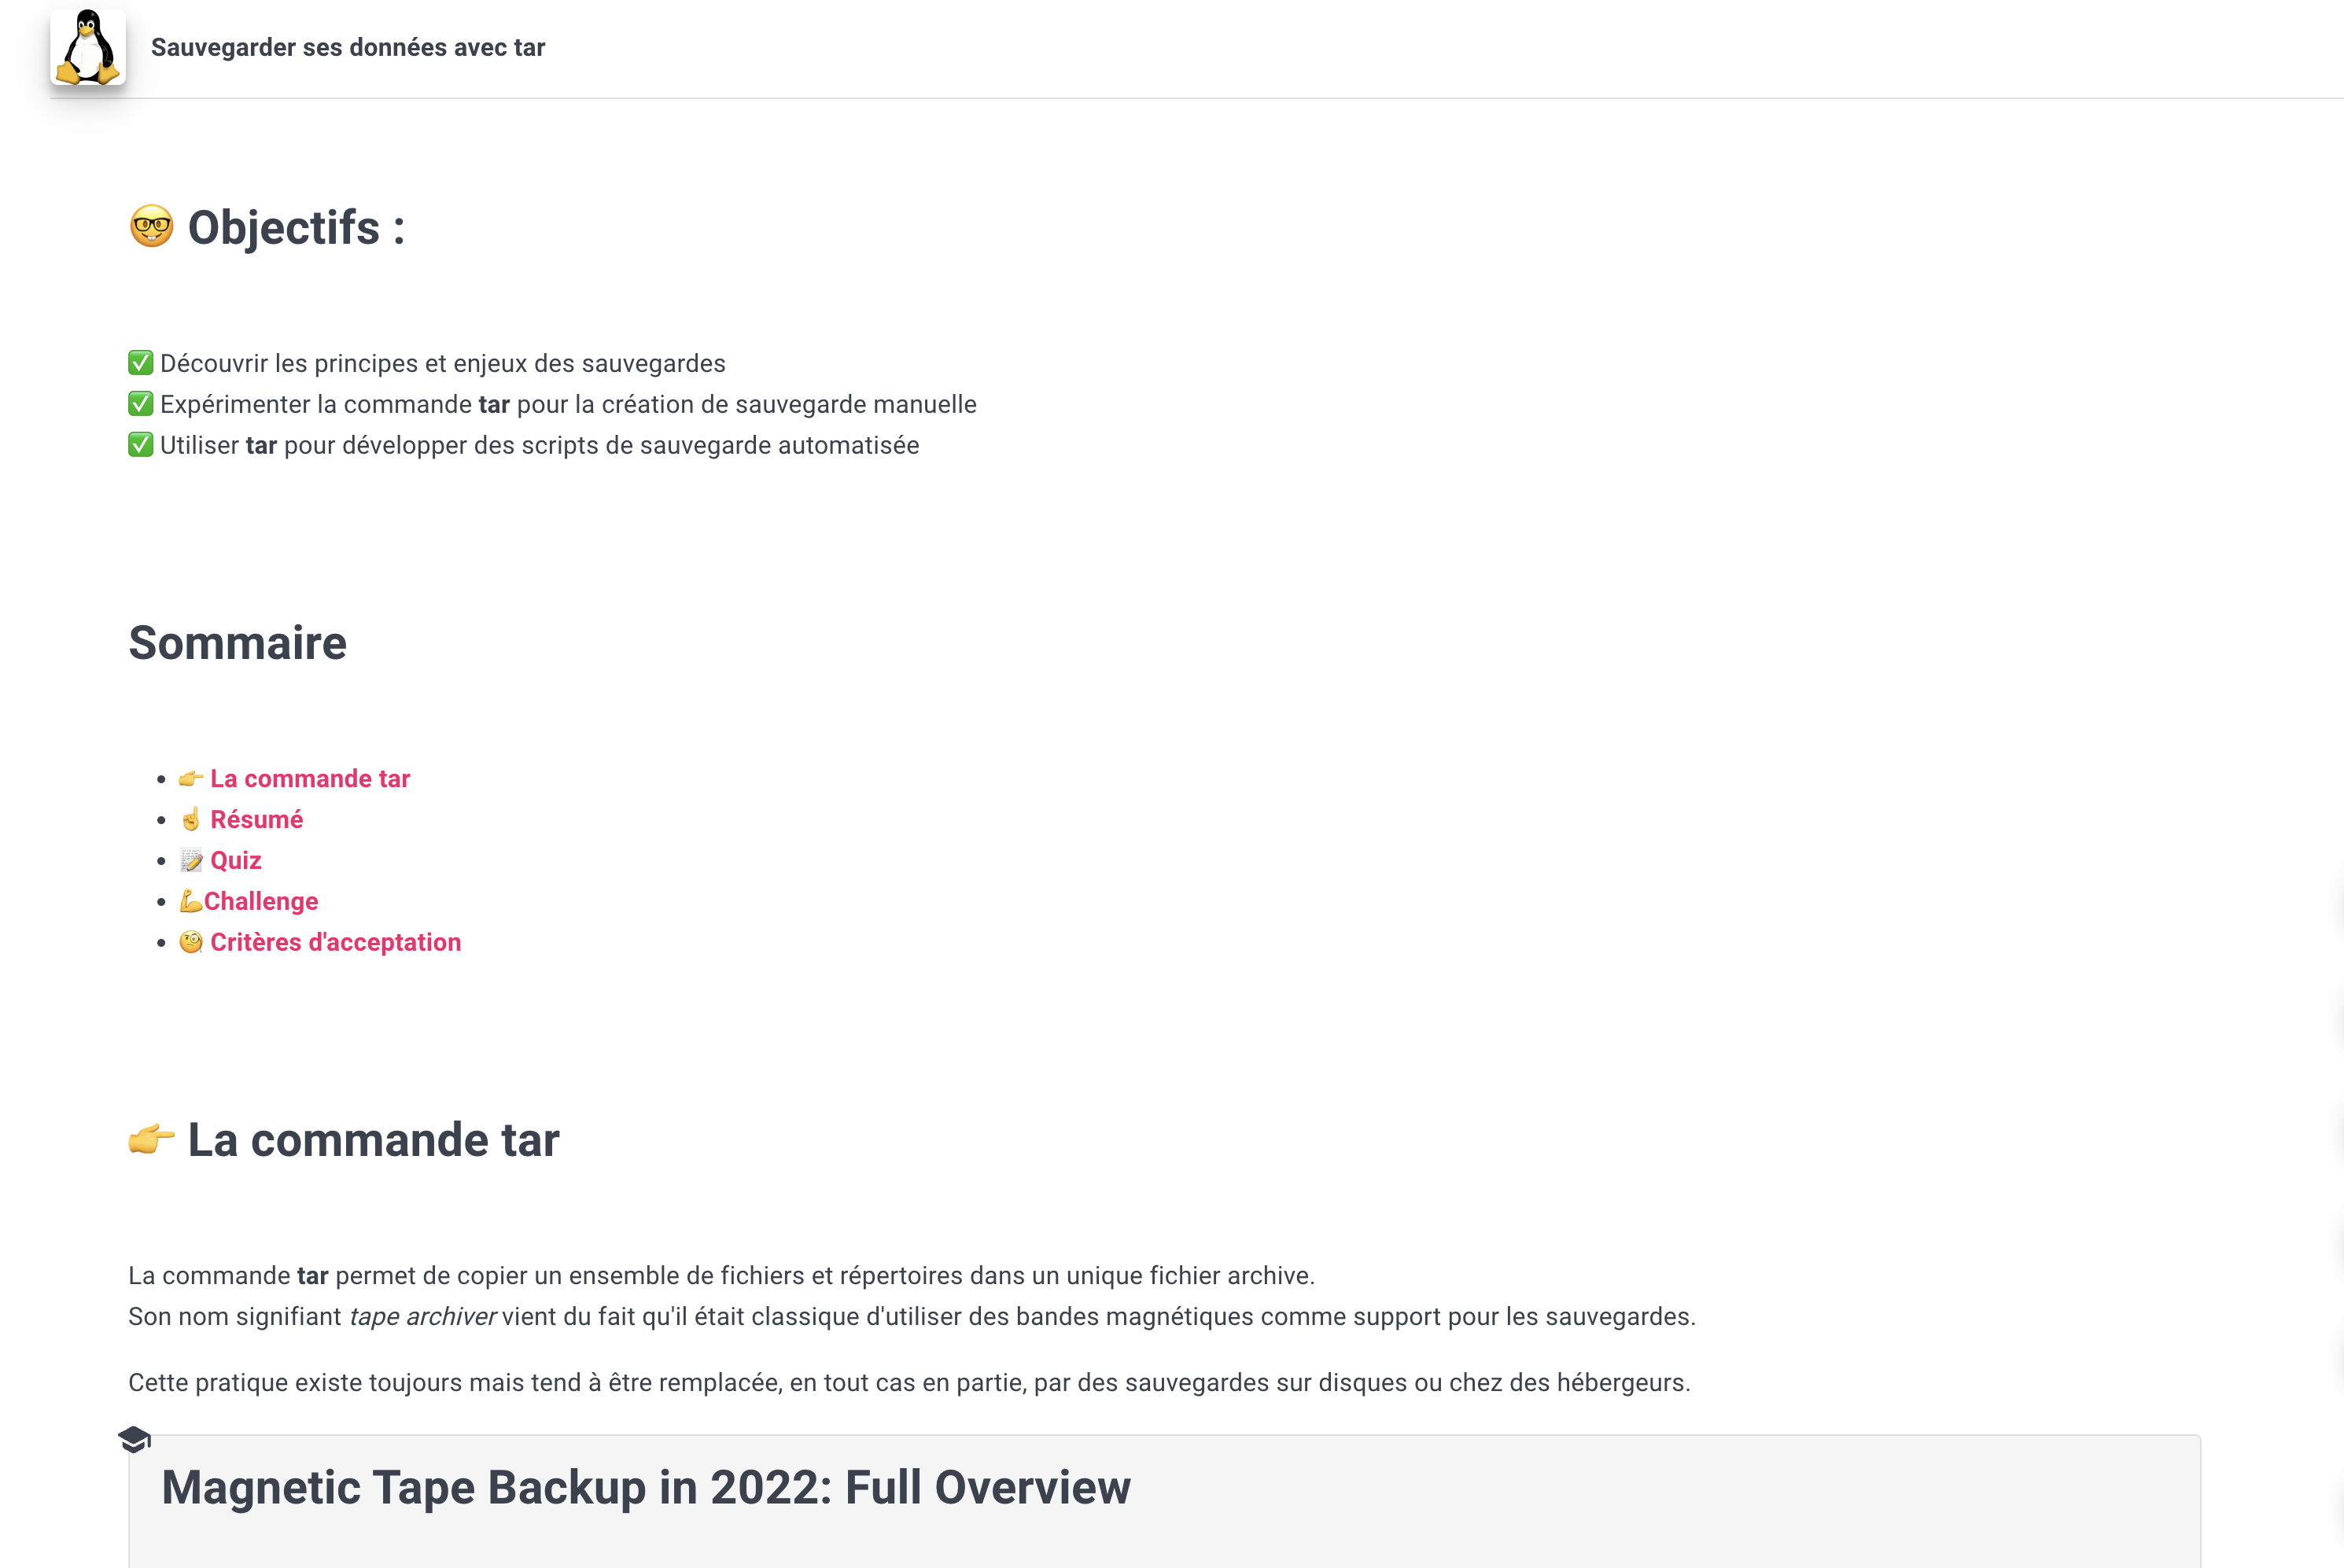 Sauvegarder ses données avec tar
🤓 Objectifs :
✅ Découvrir les principes et enjeux des sauvegardes
✅ Expérimenter la commande tar pour la création de sauvegarde manuelle
✅ Utiliser tar pour développer des scripts de sauvegarde automatisée
Sommaire
• 👉 La commande tar
• ☝️ Résumé
• 📝 Quiz
• 💪Challenge
• 🧐 Critères d'acceptation
👉 La commande tar
La commande tar permet de copier un ensemble de fichiers et répertoires dans un unique fichier archive.
Son nom signifiant tape archiver vient du fait qu'il était classique d'utiliser des bandes magnétiques comme support pour les sauvegardes.
Cette pratique existe toujours mais tend à être remplacée, en tout cas en partie, par des sauvegardes sur disques ou chez des hébergeurs.
Magnetic Tape Backup in 2022: Full Overview